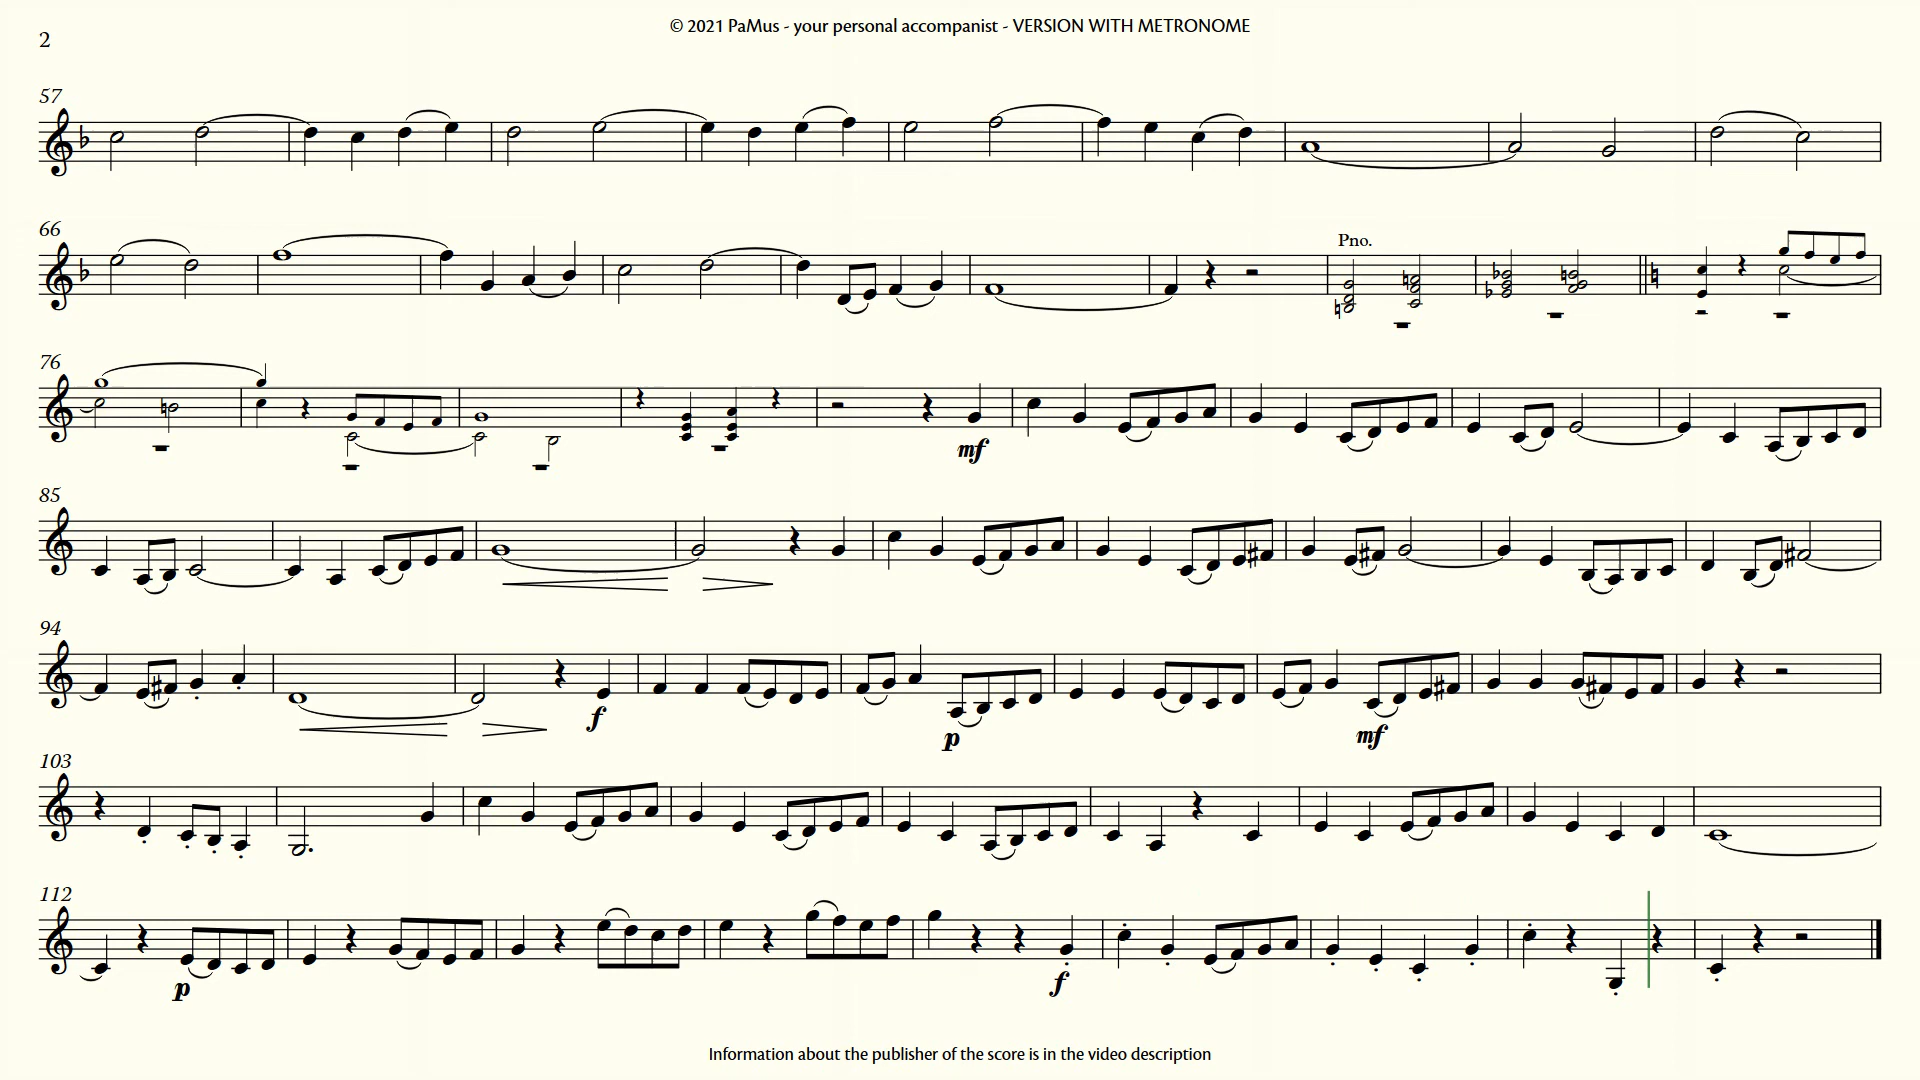 © 2021 PaMus - your personal accompanist - VERSION WITH METRONOME
2
57
66
Pno.
76
mf
85
94
f
p
mf
103
112
p
f
Information about the publisher of the score is in the video description